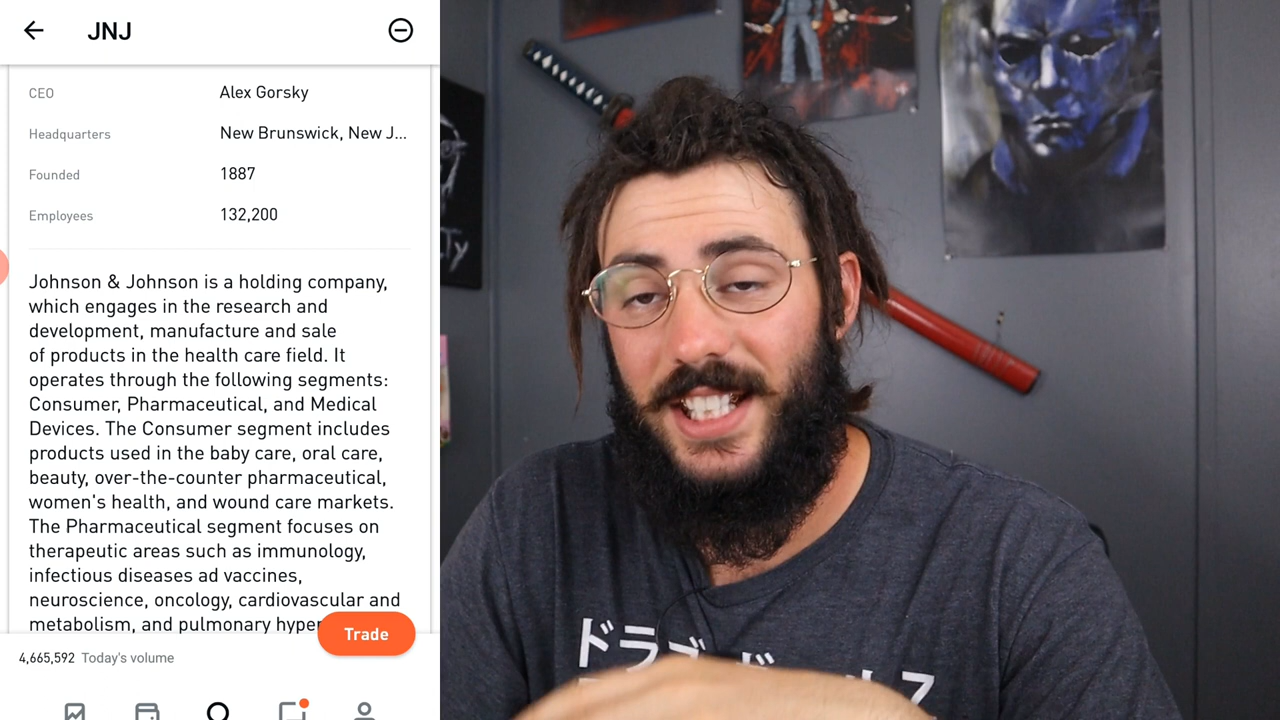 JNJ
CEO Alex Gorsky
Headquarters New Brunswick, New J...
Founded 1887
Employees 132,200
Johnson & Johnson is a holding company,
which engages in the research and
development, manufacture and sale
of products in the health care field. It
operates through the following segments:
Consumer, Pharmaceutical, and Medical
Devices. The Consumer segment includes
products used in the baby care, oral care,
beauty, over-the-counter pharmaceutical,
women's health, and wound care markets.
The Pharmaceutical segment focuses on
therapeutic areas such as immunology,
infectious diseases ad vaccines,
neuroscience, oncology, cardiovascular and
metabolism, and pulmonary hyper
Trade
4,665,592 Today's volume
ドラゴ